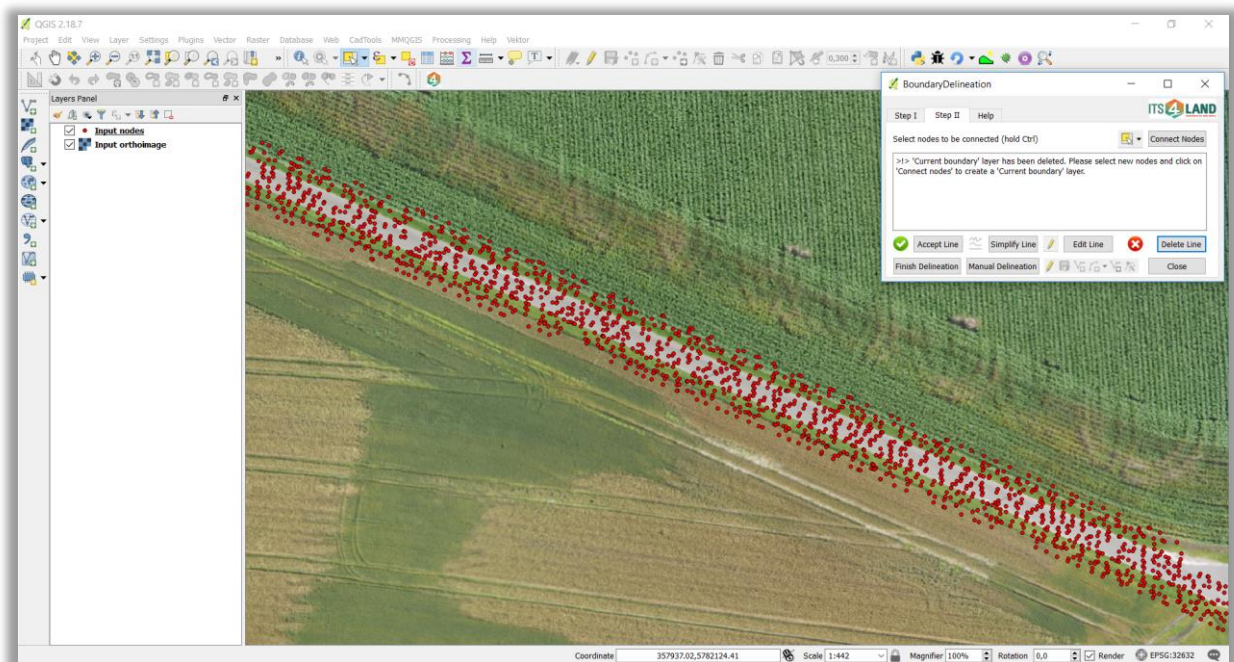 QGIS 2.18.7
Project Edit View Layer Settings Plugins Vector Raster Database Web CadTools MMQGIS Processing Help Vektor
0,300
Layers Panel
Input nodes
Input orthoimage
BoundaryDelineation
Step I Step II Help
ITS4LAND
Select nodes to be connected (hold Ctrl)
Connect Nodes
>!> 'Current boundary' layer has been deleted. Please select new nodes and click on
'Connect nodes' to create a 'Current boundary' layer.
Accept Line Simplify Line Edit Line Delete Line
Finish Delineation Manual Delineation Close
Coordinate 357937.02,5782124.41 Scale 1:442 Magnifier 100% Rotation 0,0 Render EPSG:32632